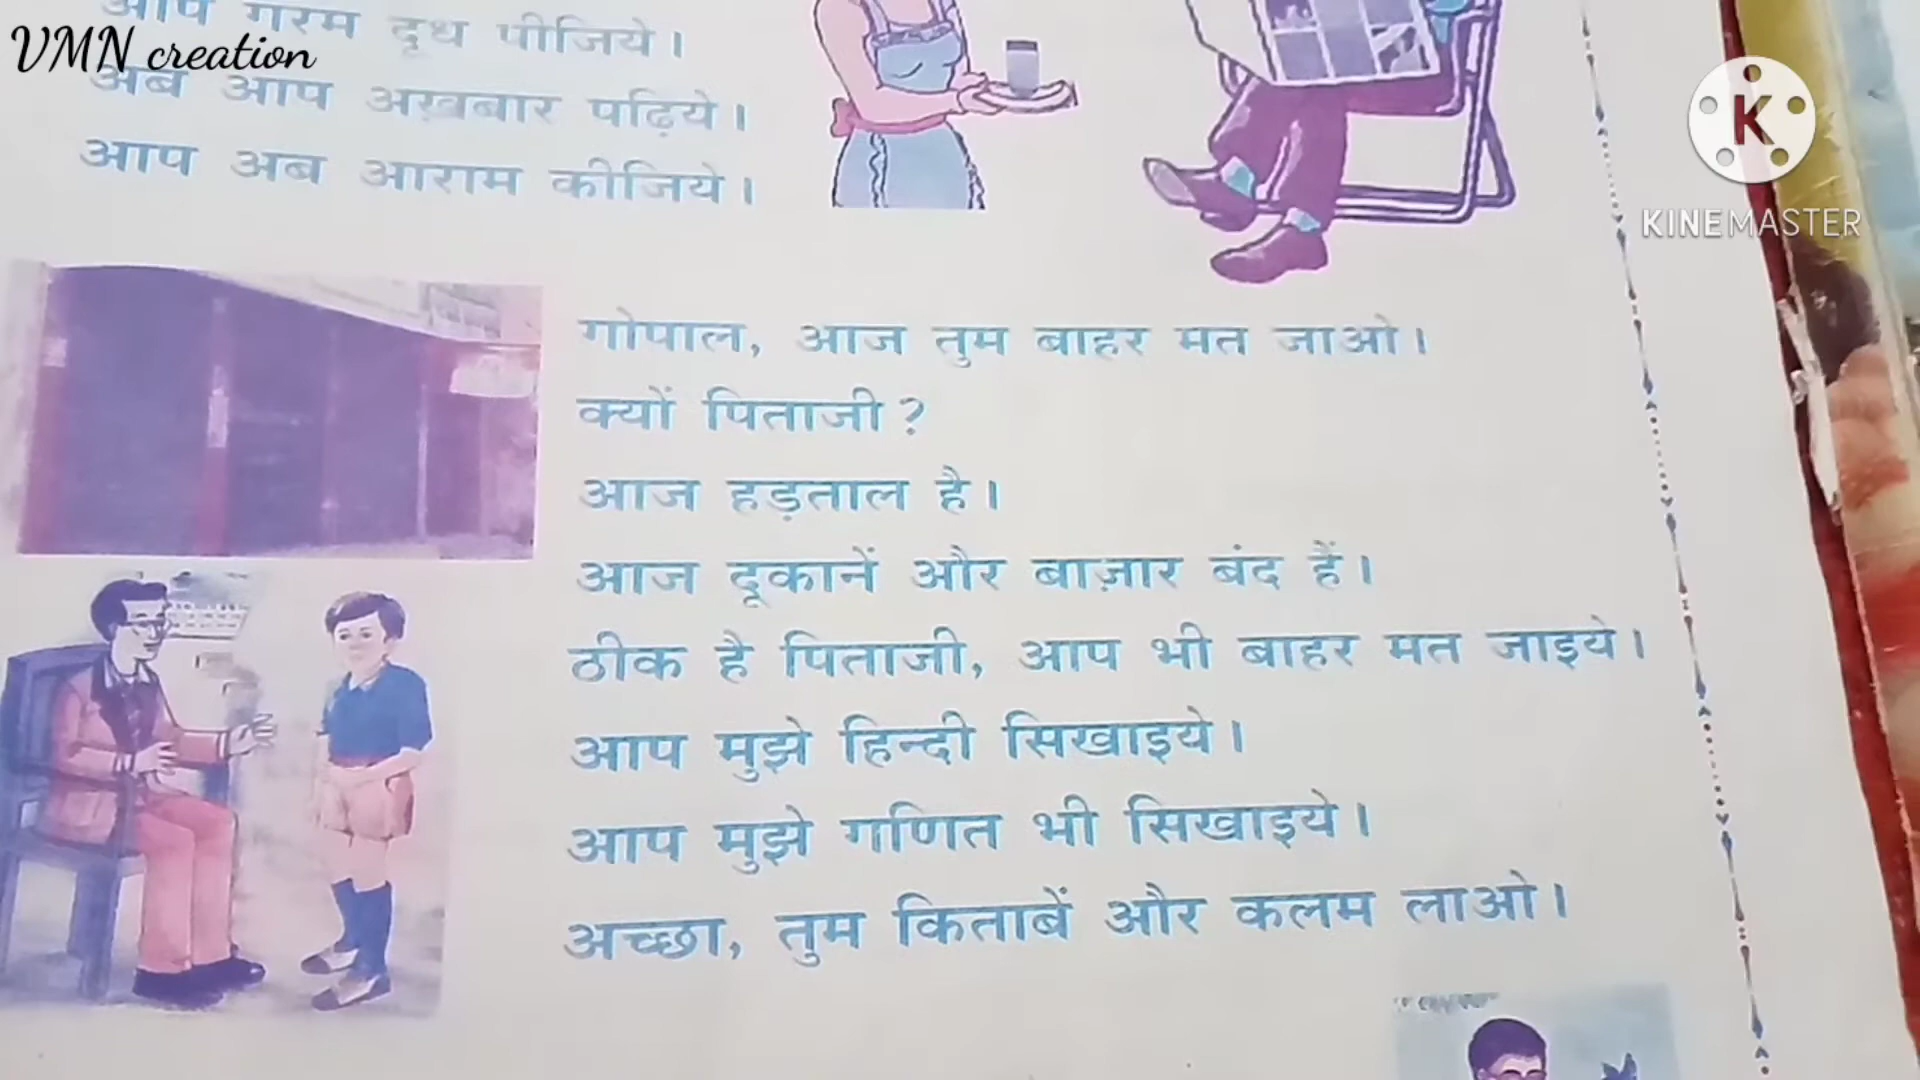 आप गरम दूध पीजिये।
VMN creation
अब आप अख़बार पढ़िये।
आप अब आराम कीजिये।
K
KINEMASTER
गोपाल, आज तुम बाहर मत जाओ।
क्यों पिताजी?
आज हड़ताल है।
आज दूकानें और बाज़ार बंद हैं।
ठीक है पिताजी, आप भी बाहर मत जाइये।
आप मुझे हिन्दी सिखाइये।
आप मुझे गणित भी सिखाइये।
अच्छा, तुम किताबें और कलम लाओ।